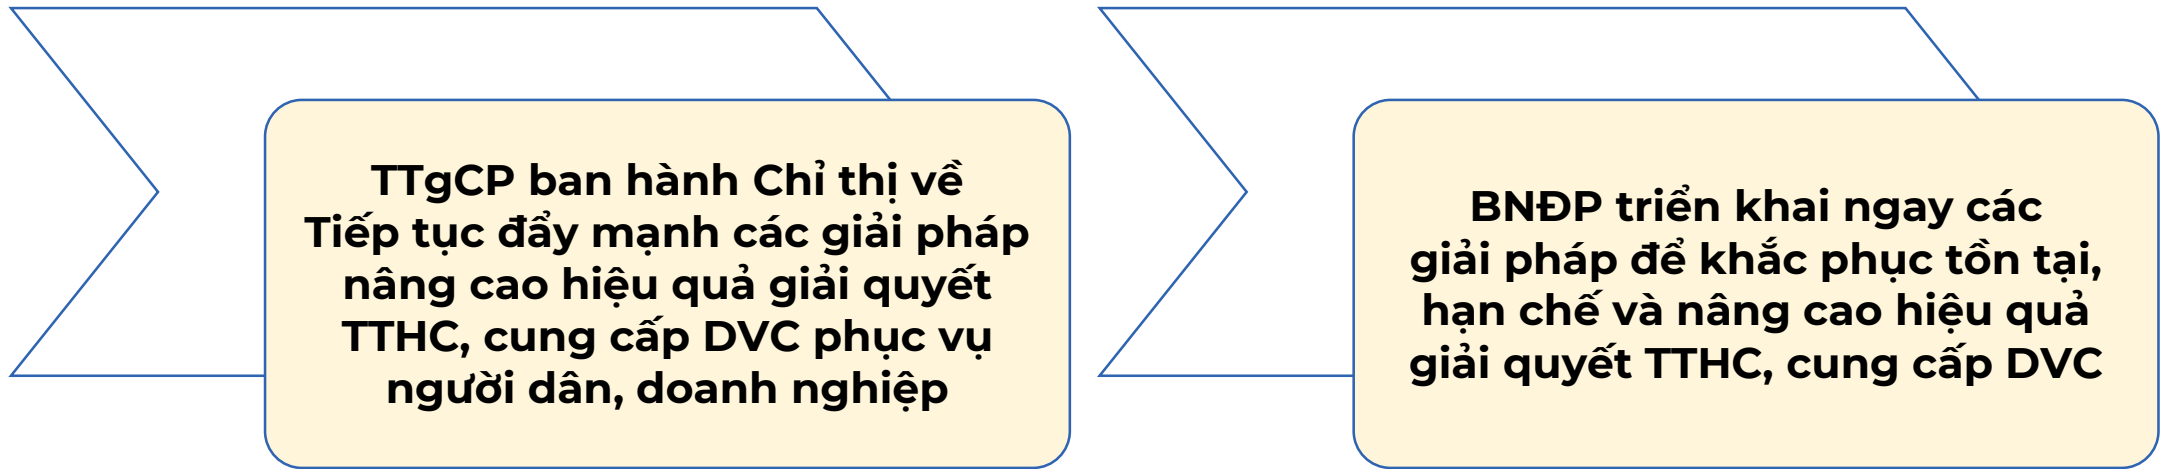 TTgCP ban hành Chỉ thị về
Tiếp tục đẩy mạnh các giải pháp
nâng cao hiệu quả giải quyết
TTHC, cung cấp DVC phục vụ
người dân, doanh nghiệp
BNĐP triển khai ngay các
giải pháp để khắc phục tồn tại,
hạn chế và nâng cao hiệu quả
giải quyết TTHC, cung cấp DVC